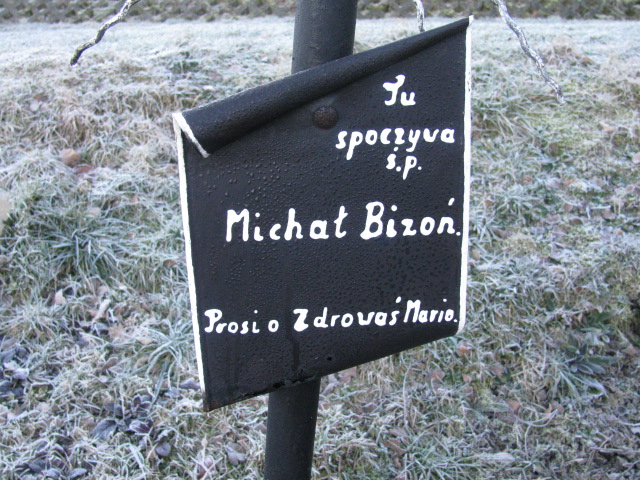 Tu
spoczywa
ś.p.
Michał Bizoń.
Prosi o Zdrowaś Mario.